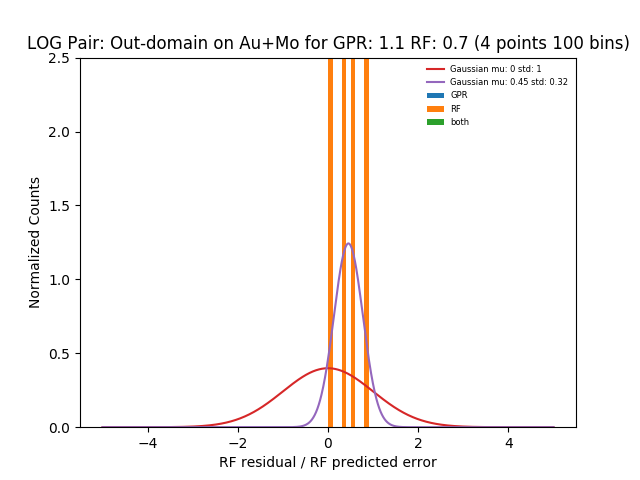 LOG Pair: Out-domain on Au+Mo for GPR: 1.1 RF: 0.7 (4 points 100 bins)
Gaussian mu: 0 std: 1
Gaussian mu: 0.45 std: 0.32
GPR
RF
both
Normalized Counts
2.5
2.0
1.5
1.0
0.5
0.0
−4 −2 0 2 4
RF residual / RF predicted error